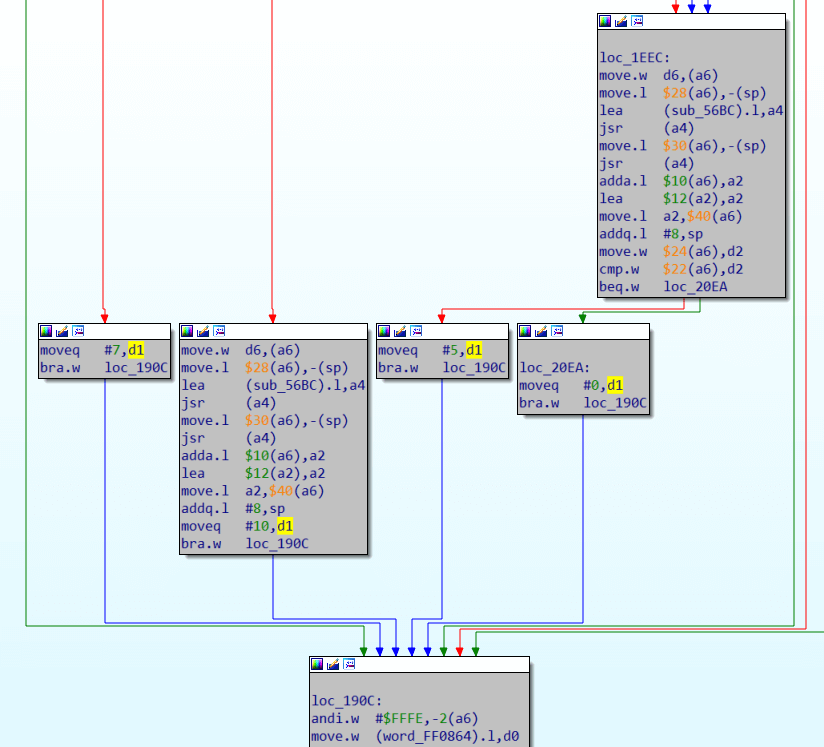 loc_1EEC:
move.w d6,(a6)
move.l $28(a6),-(sp)
lea (sub_56BC).l,a4
jsr (a4)
move.l $30(a6),-(sp)
jsr (a4)
adda.l $10(a6),a2
lea $12(a2),a2
move.l a2,$40(a6)
addq.l #8,sp
move.w $24(a6),d2
cmp.w $22(a6),d2
beq.w loc_20EA
moveq #7,d1
bra.w loc_190C
move.w d6,(a6)
move.l $28(a6),-(sp)
lea (sub_56BC).l,a4
jsr (a4)
move.l $30(a6),-(sp)
jsr (a4)
adda.l $10(a6),a2
lea $12(a2),a2
move.l a2,$40(a6)
addq.l #8,sp
moveq #10,d1
bra.w loc_190C
moveq #5,d1
bra.w loc_190C
loc_20EA:
moveq #0,d1
bra.w loc_190C
loc_190C:
andi.w #$FFFE,-2(a6)
move.w (word_FF0864).l,d0